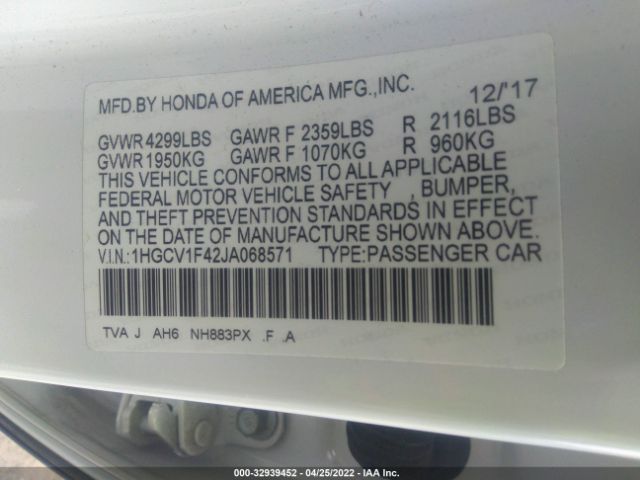 MFD.BY HONDA OF AMERICA MFG.,INC. 12/'17
GVWR 4299LBS GAWR F 2359LBS R 2116LBS
GVWR 1950KG GAWR F 1070KG R 960KG
THIS VEHICLE CONFORMS TO ALL APPLICABLE
FEDERAL MOTOR VEHICLE SAFETY , BUMPER,
AND THEFT PREVENTION STANDARDS IN EFFECT
ON THE DATE OF MANUFACTURE SHOWN ABOVE.
V.I.N.:1HGCV1F42JA068571 TYPE:PASSENGER CAR
TVA J AH6 NH883PX .F .A
000-32939452 - 04/25/2022 - IAA Inc.